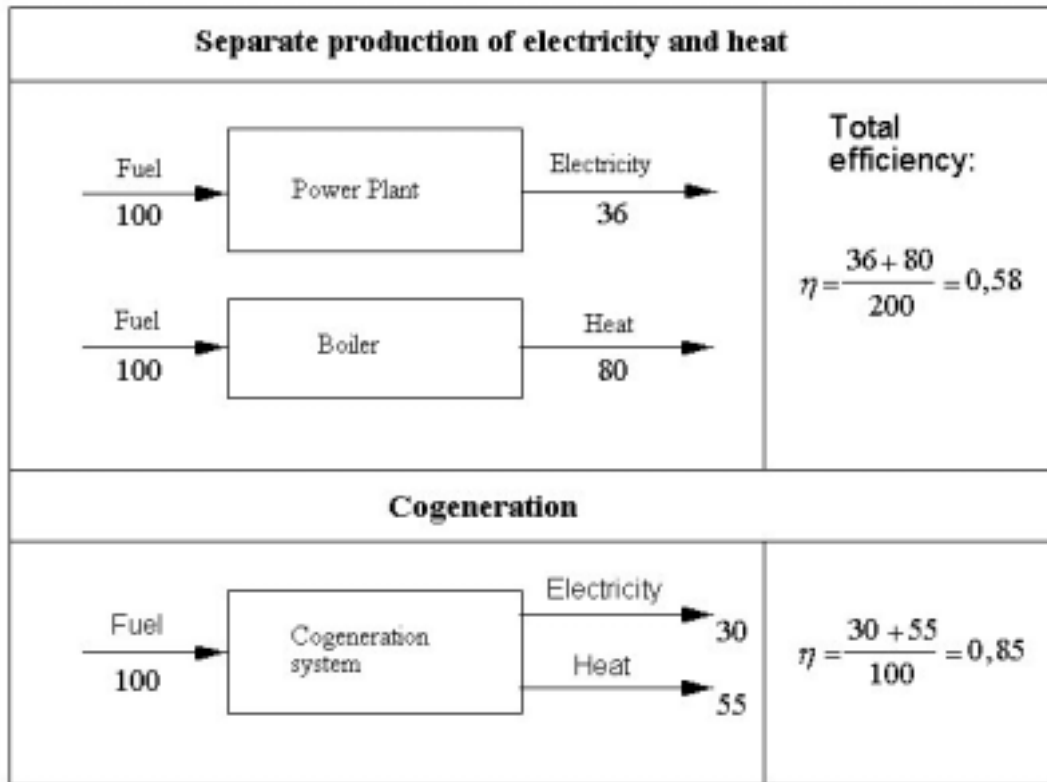 Separate production of electricity and heat
Fuel
100
Power Plant
Electricity
36
Fuel
100
Boiler
Heat
80
Total
efficiency:
η = 36 + 80 / 200 = 0,58
Cogeneration
Fuel
100
Cogeneration
system
Electricity
30
Heat
55
η = 30 + 55 / 100 = 0,85